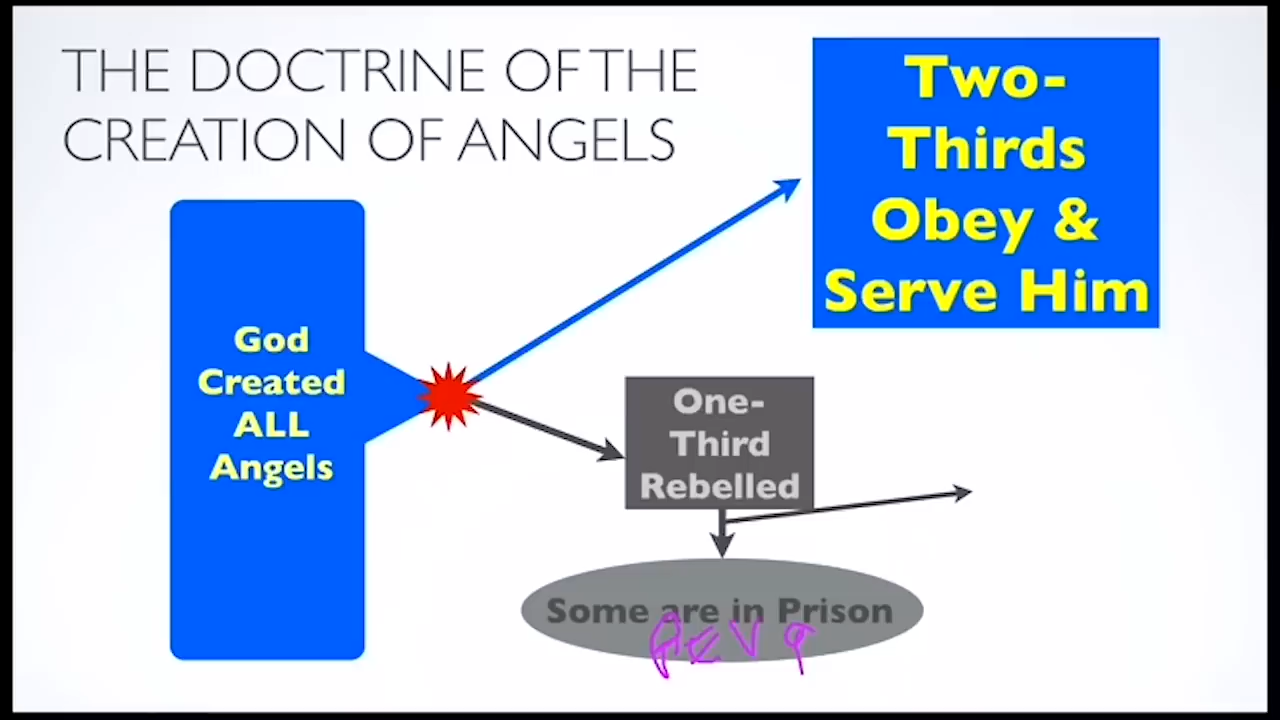 THE DOCTRINE OF THE
CREATION OF ANGELS
Two-
Thirds
Obey &
Serve Him
God
Created
ALL
Angels
One-
Third
Rebelled
Some are in Prison
REV 9